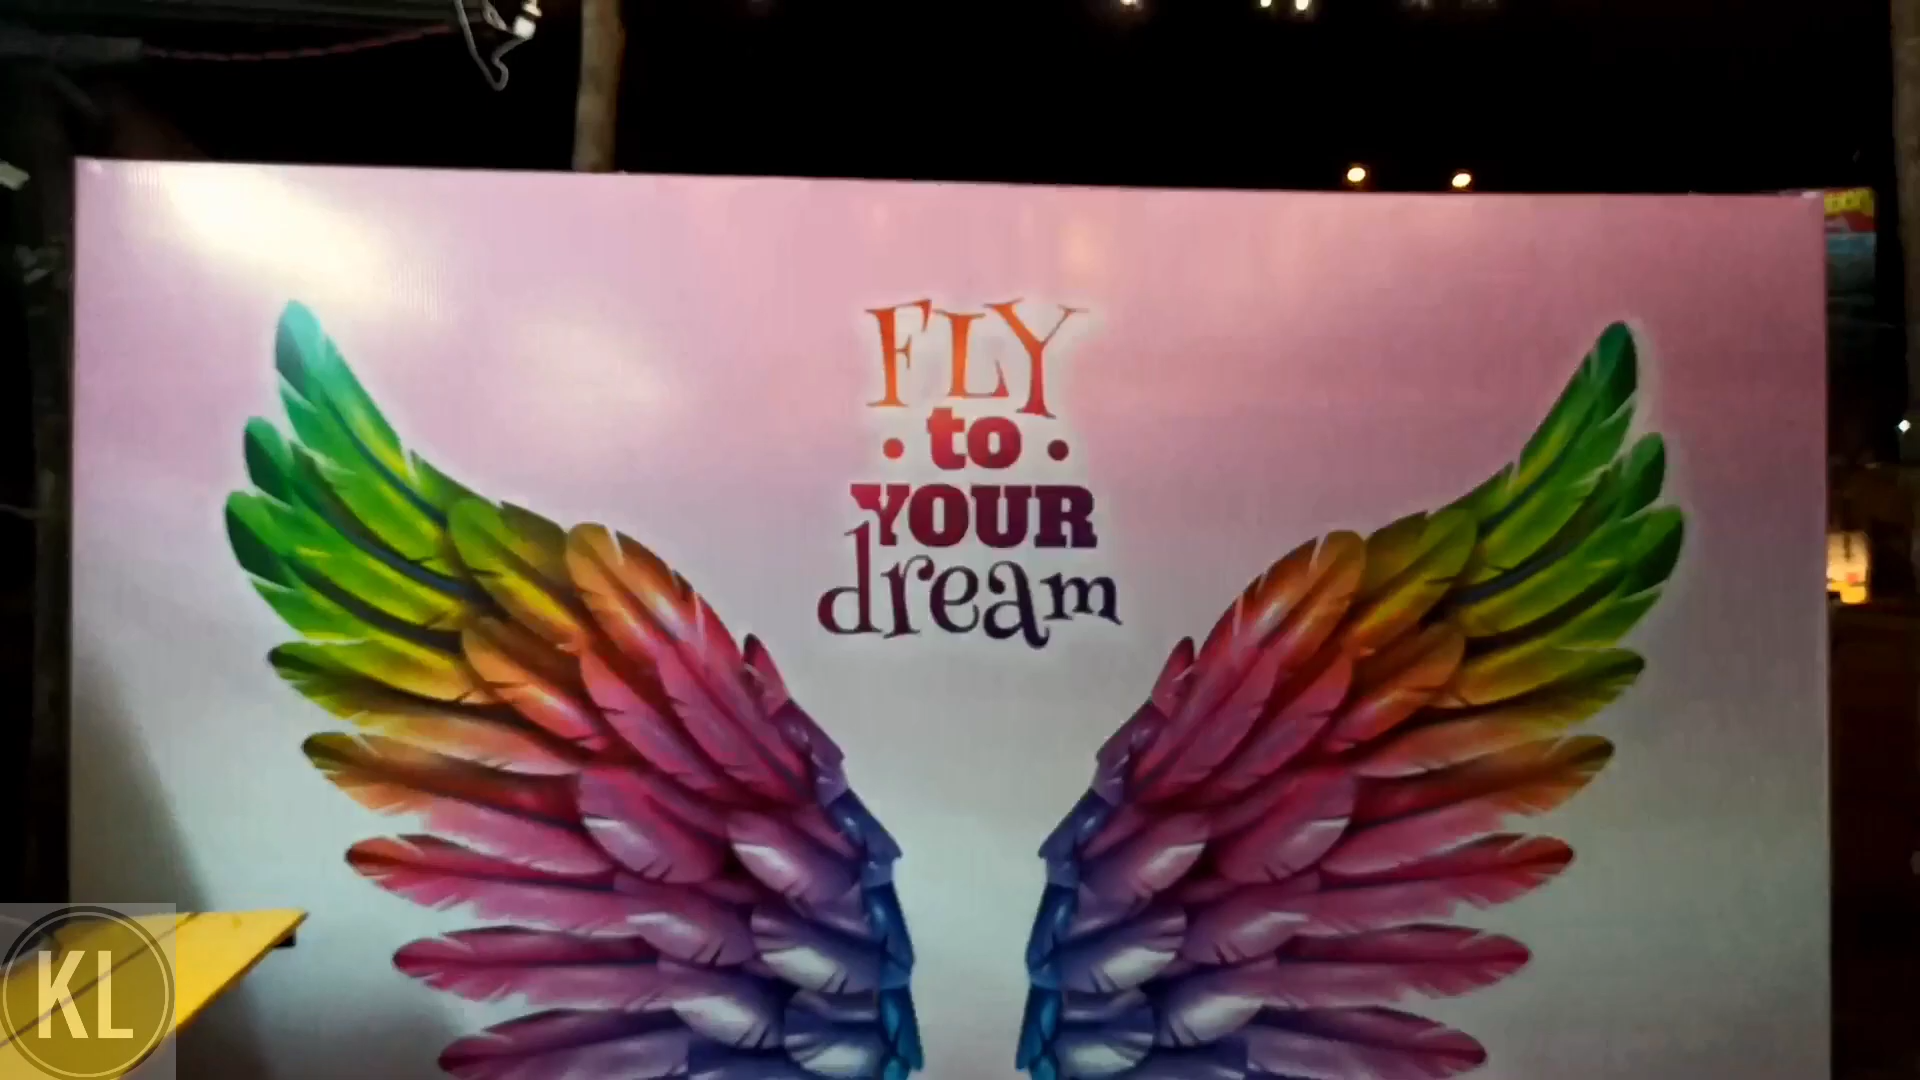 FLY
• to •
YOUR
dream
KL